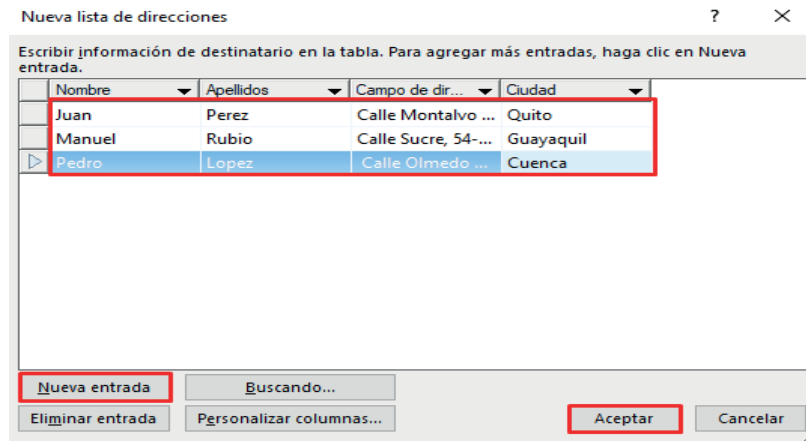 Nueva lista de direcciones ?
Escribir información de destinatario en la tabla. Para agregar más entradas, haga clic en Nueva
entrada.
Nombre Apellidos Campo de dir... Ciudad
Juan Perez Calle Montalvo ... Quito
Manuel Rubio Calle Sucre, 54-... Guayaquil
Pedro Lopez Calle Olmedo ... Cuenca
Nueva entrada Buscando...
Eliminar entrada Personalizar columnas... Aceptar Cancelar